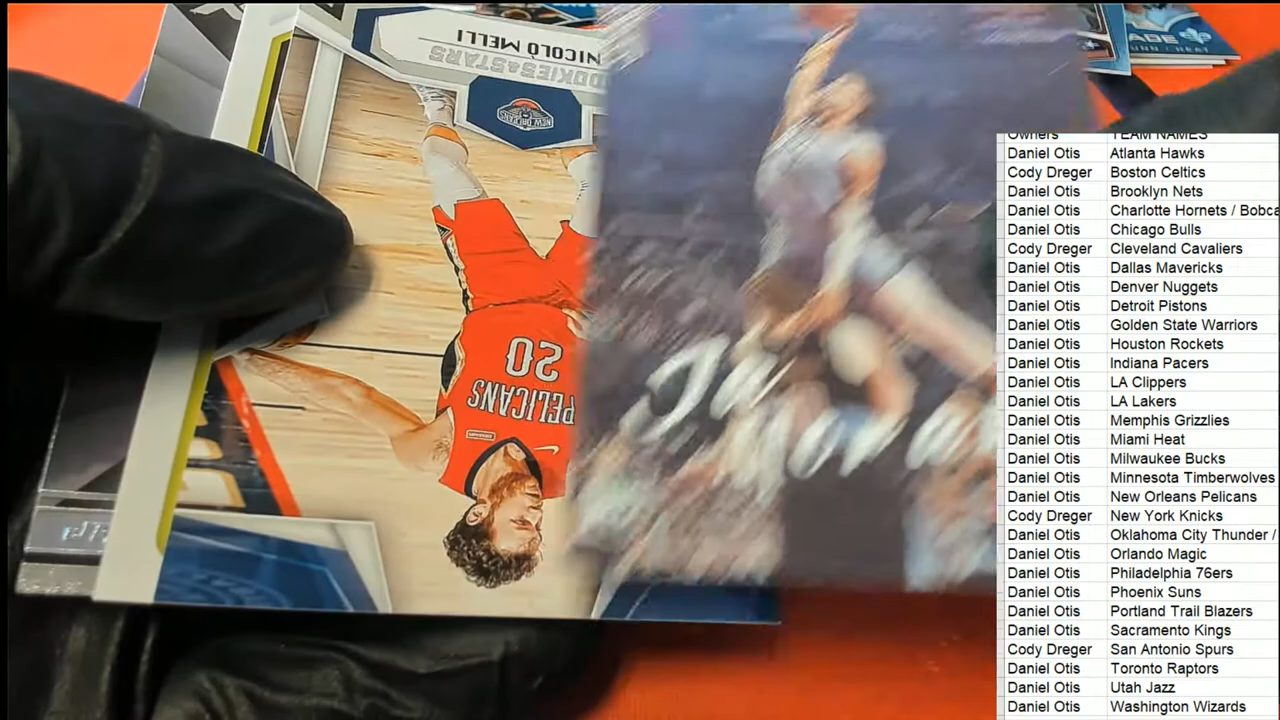 NICOLÒ MELLI
ROOKIES&STARS
NEW ORLEANS
20
PELICANS
Owners TEAM NAMES
Daniel Otis Atlanta Hawks
Cody Dreger Boston Celtics
Daniel Otis Brooklyn Nets
Daniel Otis Charlotte Hornets / Bobca
Daniel Otis Chicago Bulls
Cody Dreger Cleveland Cavaliers
Daniel Otis Dallas Mavericks
Daniel Otis Denver Nuggets
Daniel Otis Detroit Pistons
Daniel Otis Golden State Warriors
Daniel Otis Houston Rockets
Daniel Otis Indiana Pacers
Daniel Otis LA Clippers
Daniel Otis LA Lakers
Daniel Otis Memphis Grizzlies
Daniel Otis Miami Heat
Daniel Otis Milwaukee Bucks
Daniel Otis Minnesota Timberwolves
Daniel Otis New Orleans Pelicans
Cody Dreger New York Knicks
Daniel Otis Oklahoma City Thunder /
Daniel Otis Orlando Magic
Daniel Otis Philadelphia 76ers
Daniel Otis Phoenix Suns
Daniel Otis Portland Trail Blazers
Daniel Otis Sacramento Kings
Cody Dreger San Antonio Spurs
Daniel Otis Toronto Raptors
Daniel Otis Utah Jazz
Daniel Otis Washington Wizards